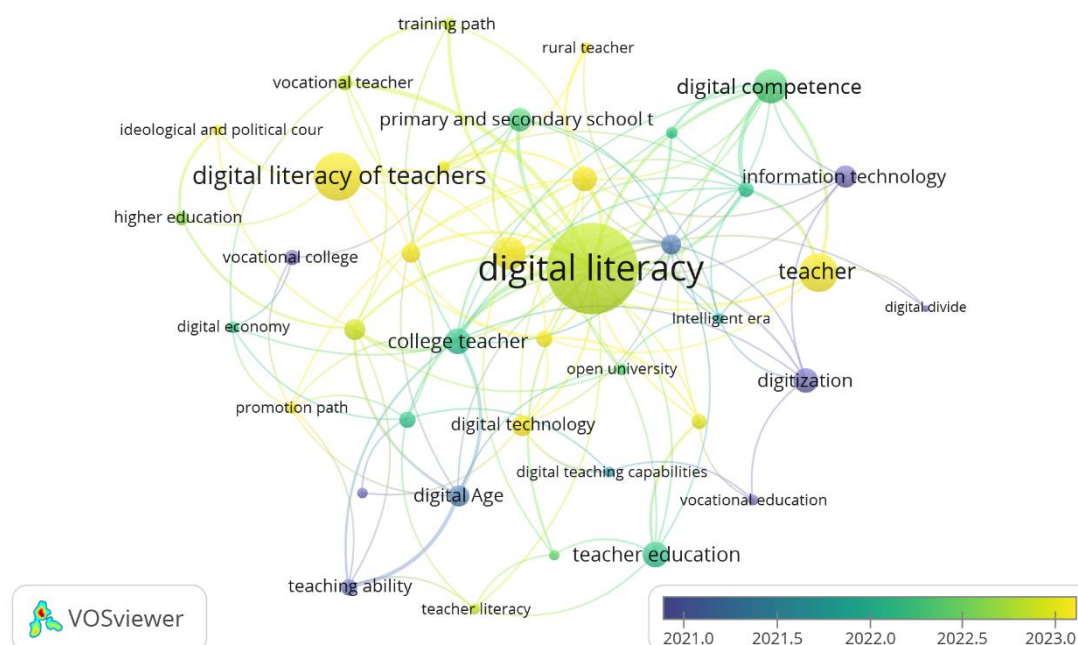 training path
rural teacher
vocational teacher
digital competence
primary and secondary school t
ideological and political cour
digital literacy of teachers
information technology
higher education
vocational college
digital literacy
teacher
digital divide
digital economy
Intelligent era
college teacher
open university
digitization
promotion path
digital technology
digital teaching capabilities
digital Age
vocational education
teacher education
teaching ability
teacher literacy
VOSviewer
2021.0 2021.5 2022.0 2022.5 2023.0